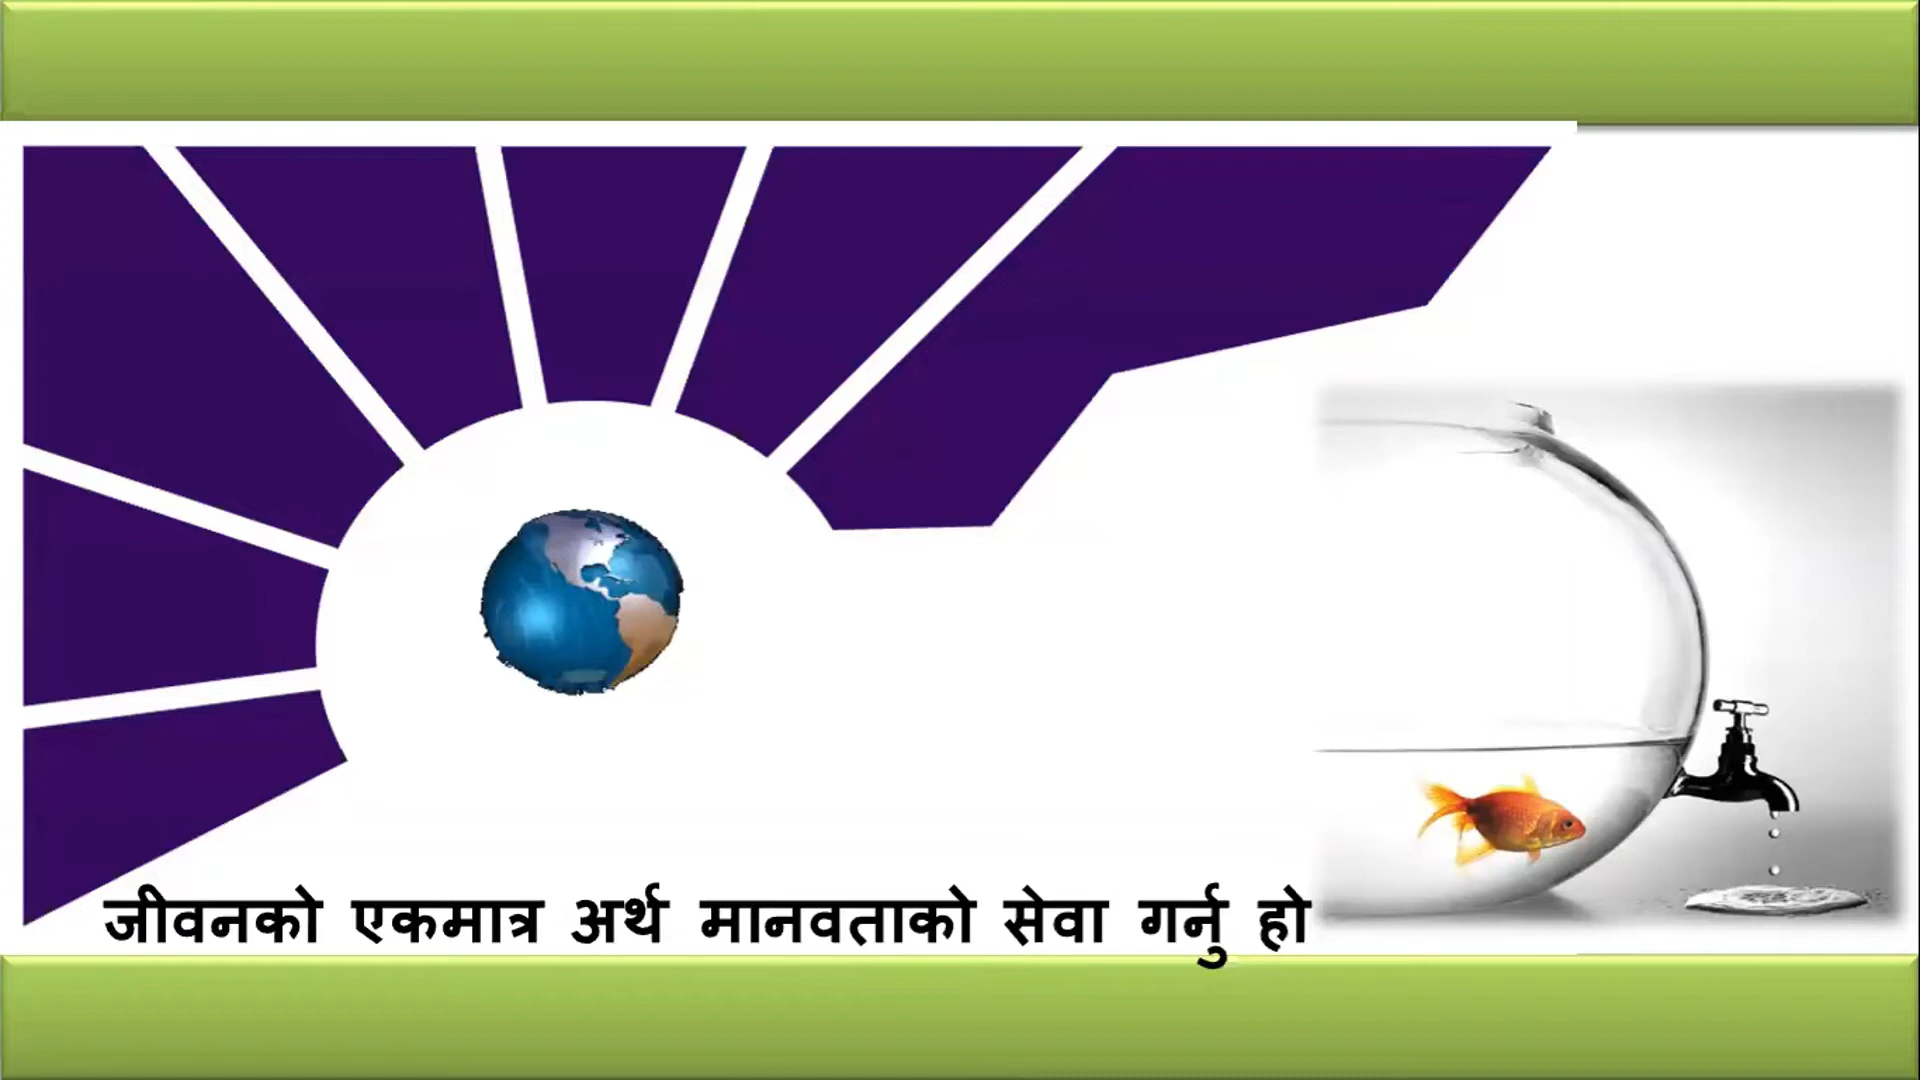 जीवनको एकमात्र अर्थ मानवताको सेवा गर्नु हो